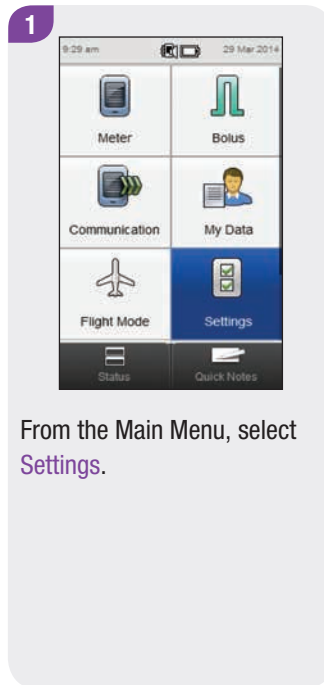 1
9:29 am 29 Mar 2014
Meter Bolus
Communication My Data
Flight Mode Settings
Status Quick Notes
From the Main Menu, select
Settings.